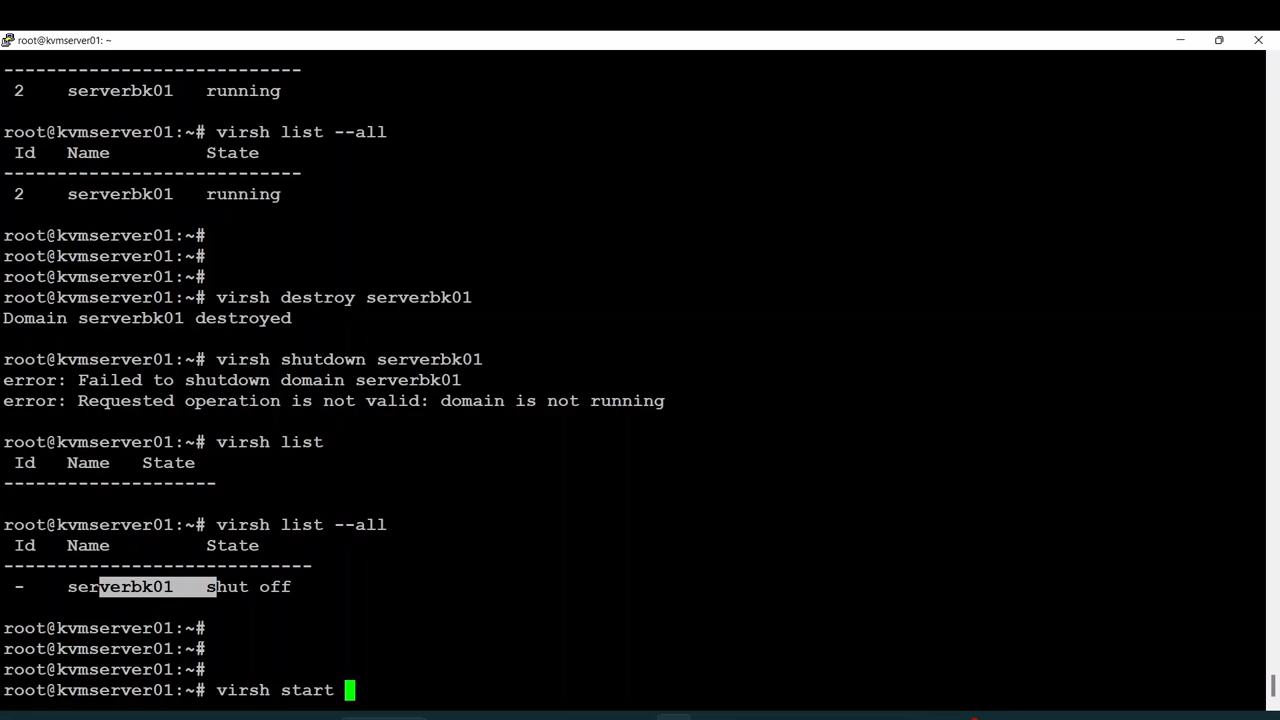 root@kvmserver01: ~
----------------------------
2 serverbk01 running
root@kvmserver01:~# virsh list --all
Id Name State
----------------------------
2 serverbk01 running
root@kvmserver01:~#
root@kvmserver01:~#
root@kvmserver01:~#
root@kvmserver01:~# virsh destroy serverbk01
Domain serverbk01 destroyed
root@kvmserver01:~# virsh shutdown serverbk01
error: Failed to shutdown domain serverbk01
error: Requested operation is not valid: domain is not running
root@kvmserver01:~# virsh list
Id Name State
--------------------
root@kvmserver01:~# virsh list --all
Id Name State
-----------------------------
- serverbk01 shut off
root@kvmserver01:~#
root@kvmserver01:~#
root@kvmserver01:~#
root@kvmserver01:~# virsh start